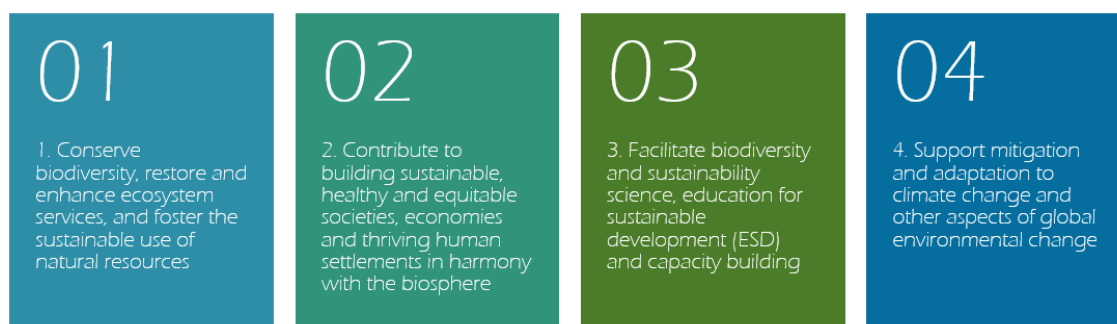 01
1. Conserve
biodiversity, restore and
enhance ecosystem
services, and foster the
sustainable use of
natural resources
02
2. Contribute to
building sustainable,
healthy and equitable
societies, economies
and thriving human
settlements in harmony
with the biosphere
03
3. Facilitate biodiversity
and sustainability
science, education for
sustainable
development (ESD)
and capacity building
04
4. Support mitigation
and adaptation to
climate change and
other aspects of global
environmental change